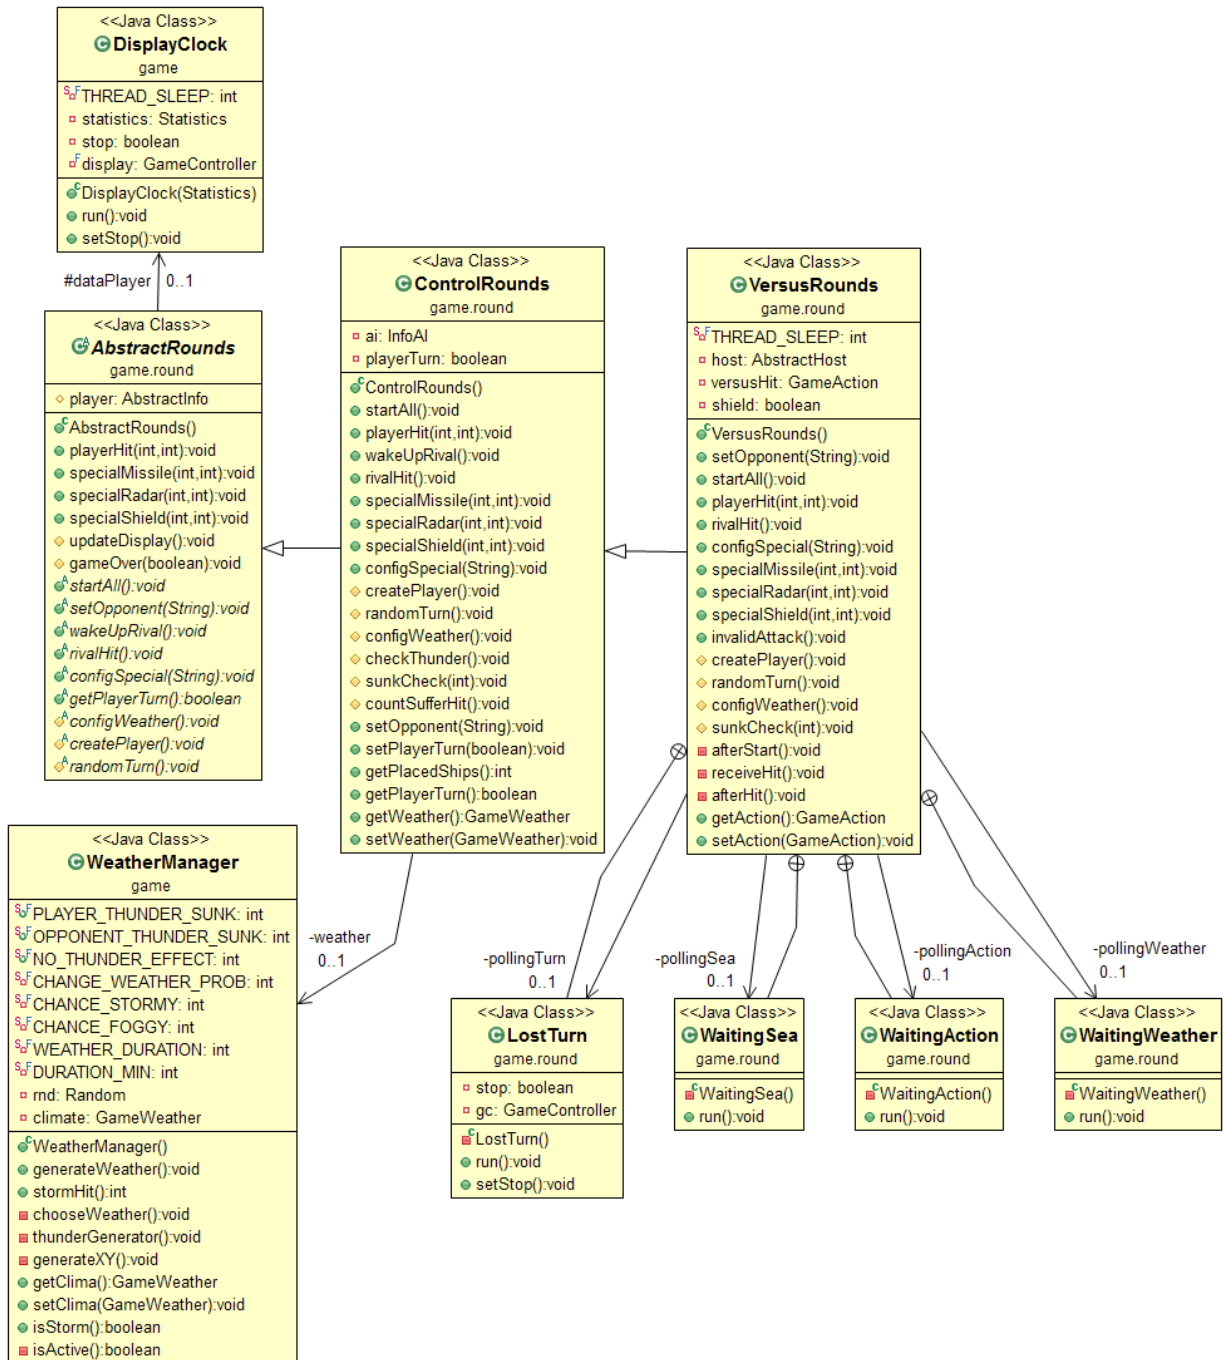 <<Java Class>>
DisplayClock
game
THREAD_SLEEP: int
statistics: Statistics
stop: boolean
display: GameController
DisplayClock(Statistics)
run():void
setStop():void
#dataPlayer 0..1
<<Java Class>>
AbstractRounds
game.round
player: AbstractInfo
AbstractRounds()
playerHit(int,int):void
specialMissile(int,int):void
specialRadar(int,int):void
specialShield(int,int):void
updateDisplay():void
gameOver(boolean):void
startAll():void
setOpponent(String):void
wakeUpRival():void
rivalHit():void
configSpecial(String):void
getPlayerTurn():boolean
configWeather():void
createPlayer():void
randomTurn():void
<<Java Class>>
ControlRounds
game.round
ai: InfoAI
playerTurn: boolean
ControlRounds()
startAll():void
playerHit(int,int):void
wakeUpRival():void
rivalHit():void
specialMissile(int,int):void
specialRadar(int,int):void
specialShield(int,int):void
configSpecial(String):void
createPlayer():void
randomTurn():void
configWeather():void
checkThunder():void
sunkCheck(int):void
countSufferHit():void
setOpponent(String):void
setPlayerTurn(boolean):void
getPlacedShips():int
getPlayerTurn():boolean
getWeather():GameWeather
setWeather(GameWeather):void
<<Java Class>>
VersusRounds
game.round
THREAD_SLEEP: int
host: AbstractHost
versusHit: GameAction
shield: boolean
VersusRounds()
setOpponent(String):void
startAll():void
playerHit(int,int):void
rivalHit():void
configSpecial(String):void
specialMissile(int,int):void
specialRadar(int,int):void
specialShield(int,int):void
invalidAttack():void
createPlayer():void
randomTurn():void
configWeather():void
sunkCheck(int):void
afterStart():void
receiveHit():void
afterHit():void
getAction():GameAction
setAction(GameAction):void
<<Java Class>>
WeatherManager
game
PLAYER_THUNDER_SUNK: int
OPPONENT_THUNDER_SUNK: int
NO_THUNDER_EFFECT: int
CHANGE_WEATHER_PROB: int
CHANCE_STORMY: int
CHANCE_FOGGY: int
WEATHER_DURATION: int
DURATION_MIN: int
rnd: Random
climate: GameWeather
WeatherManager()
generateWeather():void
stormHit():int
chooseWeather():void
thunderGenerator():void
generateXY():void
getClima():GameWeather
setClima(GameWeather):void
isStorm():boolean
isActive():boolean
-weather
0..1
-pollingTurn
0..1
-pollingSea
0..1
-pollingAction
0..1
-pollingWeather
0..1
<<Java Class>>
LostTurn
game.round
stop: boolean
gc: GameController
LostTurn()
run():void
setStop():void
<<Java Class>>
WaitingSea
game.round
WaitingSea()
run():void
<<Java Class>>
WaitingAction
game.round
WaitingAction()
run():void
<<Java Class>>
WaitingWeather
game.round
WaitingWeather()
run():void